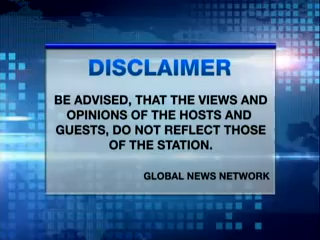 DISCLAIMER
BE ADVISED, THAT THE VIEWS AND
OPINIONS OF THE HOSTS AND
GUESTS, DO NOT REFLECT THOSE
OF THE STATION.
GLOBAL NEWS NETWORK